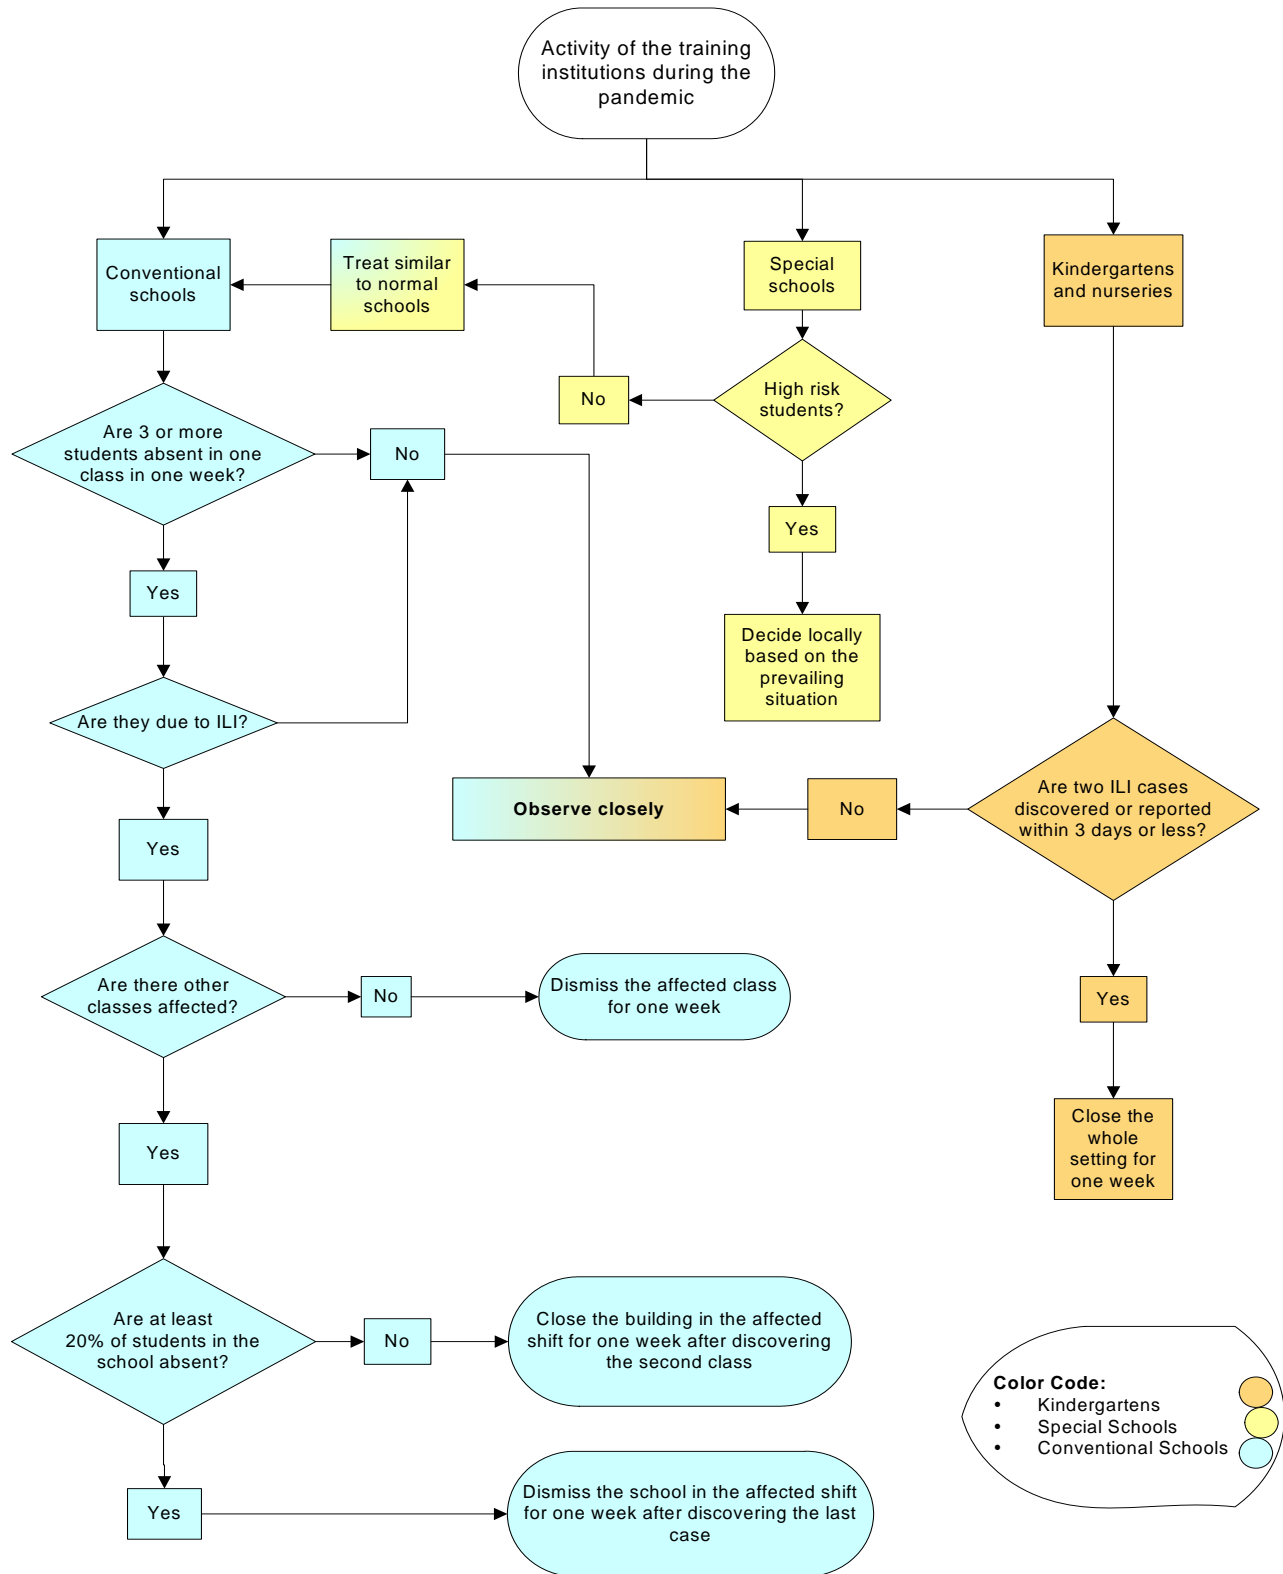 Activity of the training
institutions during the
pandemic
Conventional
schools
Treat similar
to normal
schools
Special
schools
Kindergartens
and nurseries
High risk
students?
No
Yes
Decide locally
based on the
prevailing
situation
Are 3 or more
students absent in one
class in one week?
No
Yes
Are they due to ILI?
Yes
Observe closely
No
Are two ILI cases
discovered or reported
within 3 days or less?
Yes
Close the
whole
setting for
one week
Are there other
classes affected?
No
Dismiss the affected class
for one week
Yes
Are at least
20% of students in the
school absent?
No
Close the building in the affected
shift for one week after discovering
the second class
Yes
Dismiss the school in the affected shift
for one week after discovering the last
case
Color Code:
• Kindergartens
• Special Schools
• Conventional Schools